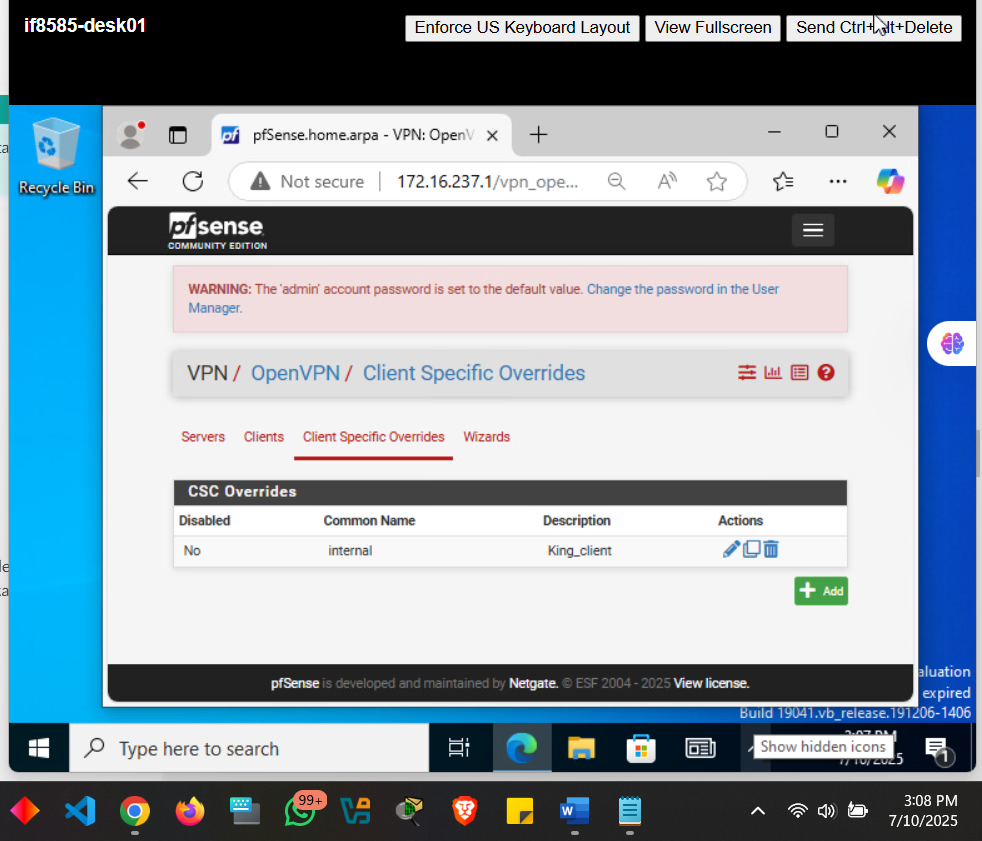 if8585-desk01
Enforce US Keyboard Layout
View Fullscreen
Send Ctrl+Alt+Delete
Recycle Bin
pfSense.home.arpa - VPN: OpenV
Not secure
172.16.237.1/vpn_ope...
pfsense
COMMUNITY EDITION
WARNING: The 'admin' account password is set to the default value. Change the password in the User
Manager.
VPN / OpenVPN / Client Specific Overrides
Servers Clients Client Specific Overrides Wizards
CSC Overrides
Disabled Common Name Description Actions
No internal King_client
Add
pfSense is developed and maintained by Netgate. © ESF 2004 - 2025 View license.
aluation
expired
Build 19041.vb_release.191206-1406
Type here to search
Show hidden icons
7/10/2025
1
99+
3:08 PM
7/10/2025